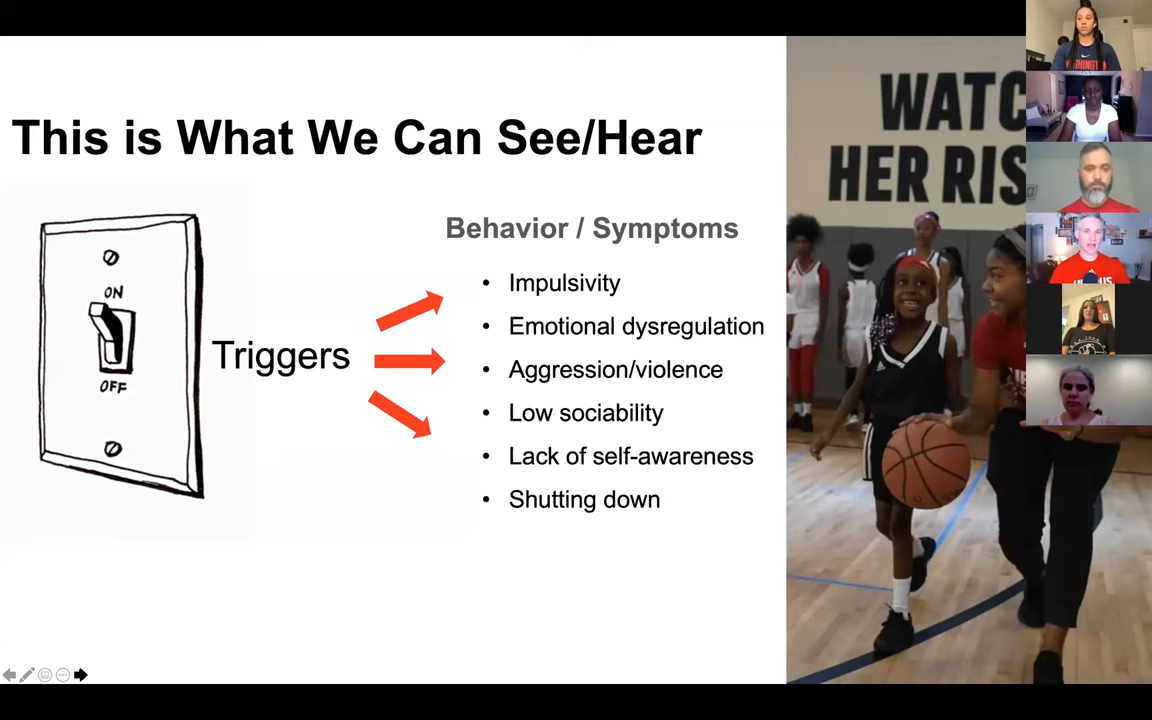 This is What We Can See/Hear
Behavior / Symptoms
ON
OFF
Triggers
• Impulsivity
• Emotional dysregulation
• Aggression/violence
• Low sociability
• Lack of self-awareness
• Shutting down
WATC
HER RIS